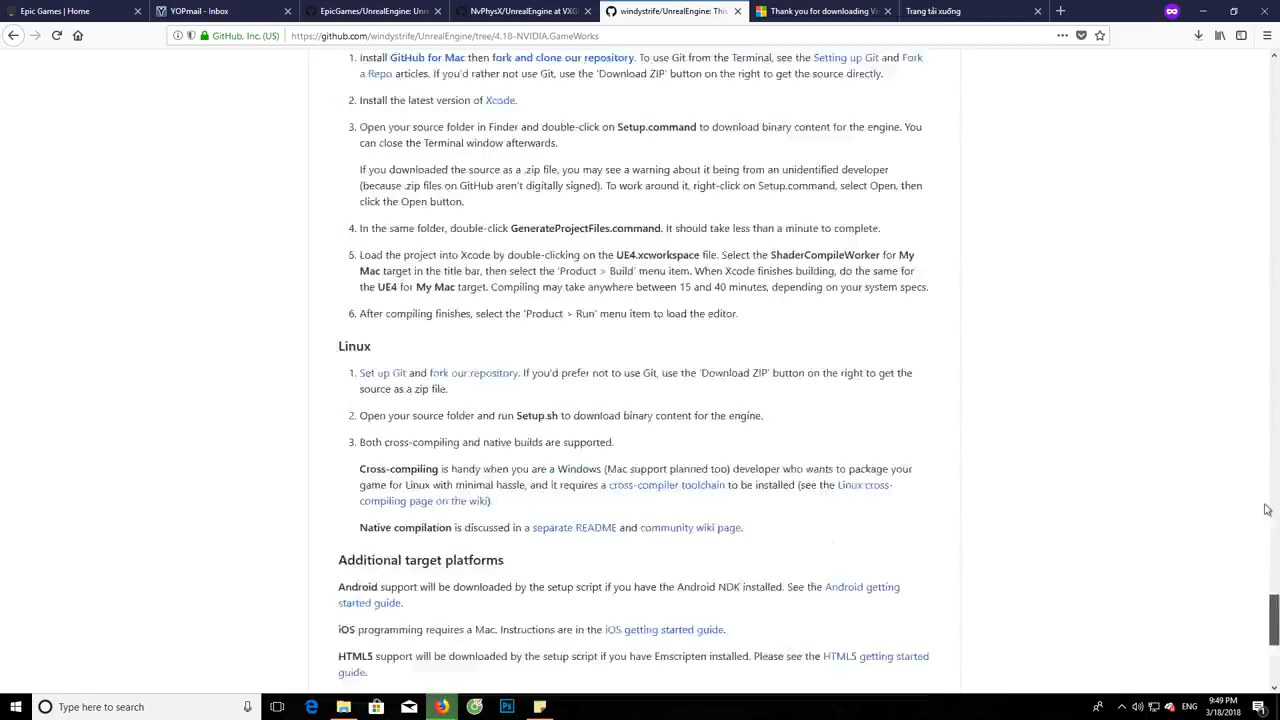 Epic Games | Home
YOPmail - Inbox
EpicGames/UnrealEngine: Unre
NvPhysX/UnrealEngine at VXGI
windystrife/UnrealEngine: This
Thank you for downloading Vi
Trang tải xuống
GitHub, Inc. (US)
https://github.com/windystrife/UnrealEngine/tree/4.18-NVIDIA.GameWorks
1. Install GitHub for Mac then fork and clone our repository. To use Git from the Terminal, see the Setting up Git and Fork
a Repo articles. If you'd rather not use Git, use the 'Download ZIP' button on the right to get the source directly.
2. Install the latest version of Xcode.
3. Open your source folder in Finder and double-click on Setup.command to download binary content for the engine. You
can close the Terminal window afterwards.
If you downloaded the source as a .zip file, you may see a warning about it being from an unidentified developer
(because .zip files on GitHub aren't digitally signed). To work around it, right-click on Setup.command, select Open, then
click the Open button.
4. In the same folder, double-click GenerateProjectFiles.command. It should take less than a minute to complete.
5. Load the project into Xcode by double-clicking on the UE4.xcworkspace file. Select the ShaderCompileWorker for My
Mac target in the title bar, then select the 'Product > Build' menu item. When Xcode finishes building, do the same for
the UE4 for My Mac target. Compiling may take anywhere between 15 and 40 minutes, depending on your system specs.
6. After compiling finishes, select the 'Product > Run' menu item to load the editor.
Linux
1. Set up Git and fork our repository. If you'd prefer not to use Git, use the 'Download ZIP' button on the right to get the
source as a zip file.
2. Open your source folder and run Setup.sh to download binary content for the engine.
3. Both cross-compiling and native builds are supported.
Cross-compiling is handy when you are a Windows (Mac support planned too) developer who wants to package your
game for Linux with minimal hassle, and it requires a cross-compiler toolchain to be installed (see the Linux cross-
compiling page on the wiki).
Native compilation is discussed in a separate README and community wiki page.
Additional target platforms
Android support will be downloaded by the setup script if you have the Android NDK installed. See the Android getting
started guide.
iOS programming requires a Mac. Instructions are in the iOS getting started guide.
HTML5 support will be downloaded by the setup script if you have Emscripten installed. Please see the HTML5 getting started
guide.
Type here to search
ENG
9:49 PM
3/18/2018